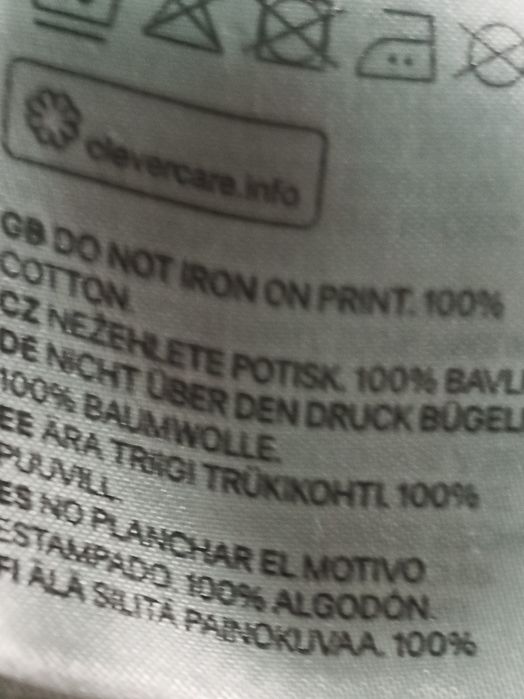 clevercare.info
GB DO NOT IRON ON PRINT. 100%
COTTON.
CZ NEŽEHLETE POTISK. 100% BAVL
DE NICHT ÜBER DEN DRUCK BÜGEL
100% BAUMWOLLE.
EE ÄRA TRIIGI TRÜKIKOHTI. 100%
PUUVILL.
ES NO PLANCHAR EL MOTIVO
ESTAMPADO. 100% ALGODÓN.
FI ÄLÄ SILITÄ PAINOKUVAA. 100%